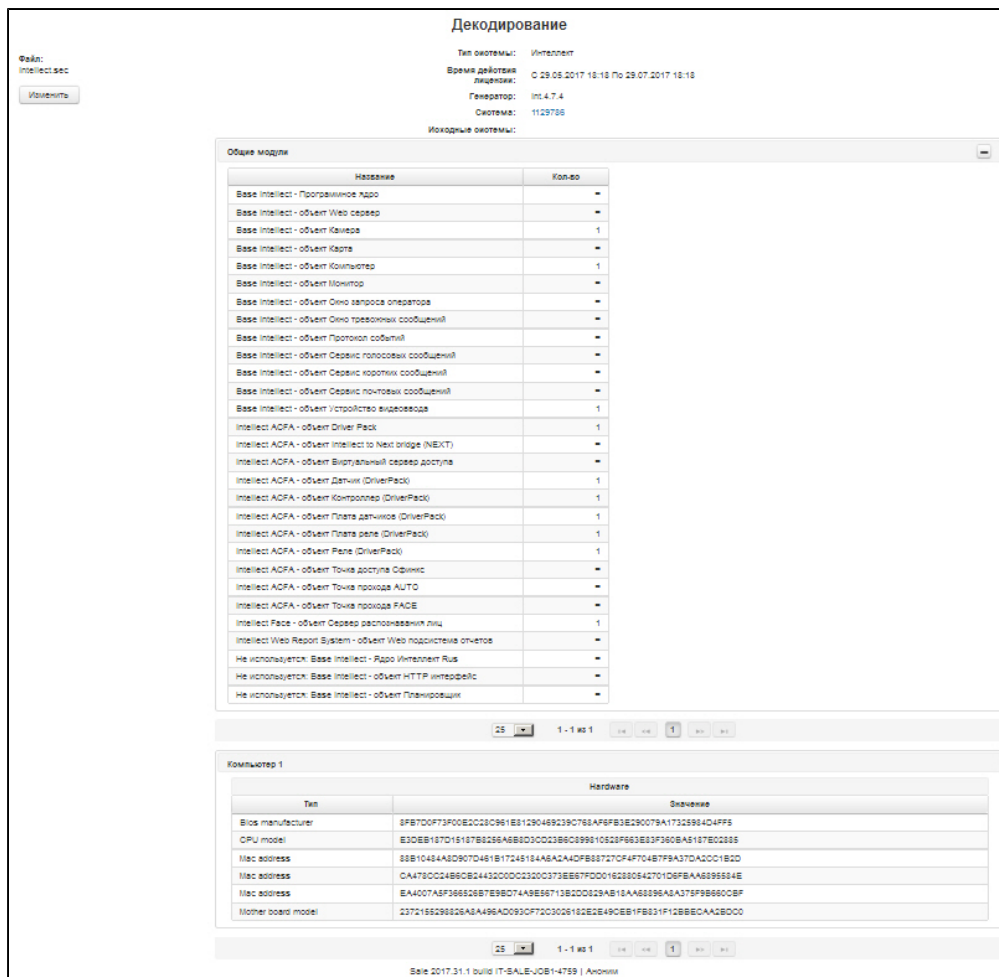 Декодирование
Файл:
intellect.sec
Изменить
Тип системы: Интеллект
Время действия лицензии: С 29.05.2017 18:18 По 29.07.2017 18:18
Генератор: Int.4.7.4
Система: 1129786
Исходные системы:
Общие модули
Название Кол-во
Base Intellect - Программное ядро -
Base Intellect - объект Web сервер -
Base Intellect - объект Камера 1
Base Intellect - объект Карта -
Base Intellect - объект Компьютер 1
Base Intellect - объект Монитор -
Base Intellect - объект Окно запроса оператора -
Base Intellect - объект Окно тревожных сообщений -
Base Intellect - объект Протокол событий -
Base Intellect - объект Сервис голосовых сообщений -
Base Intellect - объект Сервис коротких сообщений -
Base Intellect - объект Сервис почтовых сообщений -
Base Intellect - объект Устройство видеоввода 1
Intellect ACFA - объект Driver Pack 1
Intellect ACFA - объект Intellect to Next bridge (NEXT) -
Intellect ACFA - объект Виртуальный сервер доступа -
Intellect ACFA - объект Датчик (DriverPack) 1
Intellect ACFA - объект Контроллер (DriverPack) 1
Intellect ACFA - объект Плата датчиков (DriverPack) 1
Intellect ACFA - объект Плата реле (DriverPack) 1
Intellect ACFA - объект Реле (DriverPack) 1
Intellect ACFA - объект Точка доступа Сфинкс -
Intellect ACFA - объект Точка прохода AUTO -
Intellect ACFA - объект Точка прохода FACE -
Intellect Face - объект Сервер распознавания лиц 1
Intellect Web Report System - объект Web подсистема отчетов -
Не используется: Base Intellect - Ядро Интеллект Rus -
Не используется: Base Intellect - объект HTTP интерфейс -
Не используется: Base Intellect - объект Планировщик -
25 1 - 1 из 1 1
Компьютер 1
Hardware
Тип Значение
Bios manufacturer 8FB7D0F73F00E2C28C961E81290469239C768AF6FB3E290079A17325984D4FF5
CPU model E3DEB187D15187B8256A6B8D3CD23B6C899810528F663E83F360BA5187E02885
Mac address 88B10484A8D907D461B17245184A6A2A4DFB88727CF4F704B7F9A37DA2CC1B2D
Mac address CA478CC24B6CB24432C0DC2320C373EE67FDD0162880542701D6FBAA6895584E
Mac address EA4007A5F366526B7E9BD74A9E56713B2DD829AB18AA68896A8A375F9B660CBF
Mother board model 2372155298826A8A496AD093CF72C3026182E2E49CEB1FB831F12BBECAA2BDC0
25 1 - 1 из 1 1
Sale 2017.31.1 build IT-SALE-JOB1-4759 | Аноним